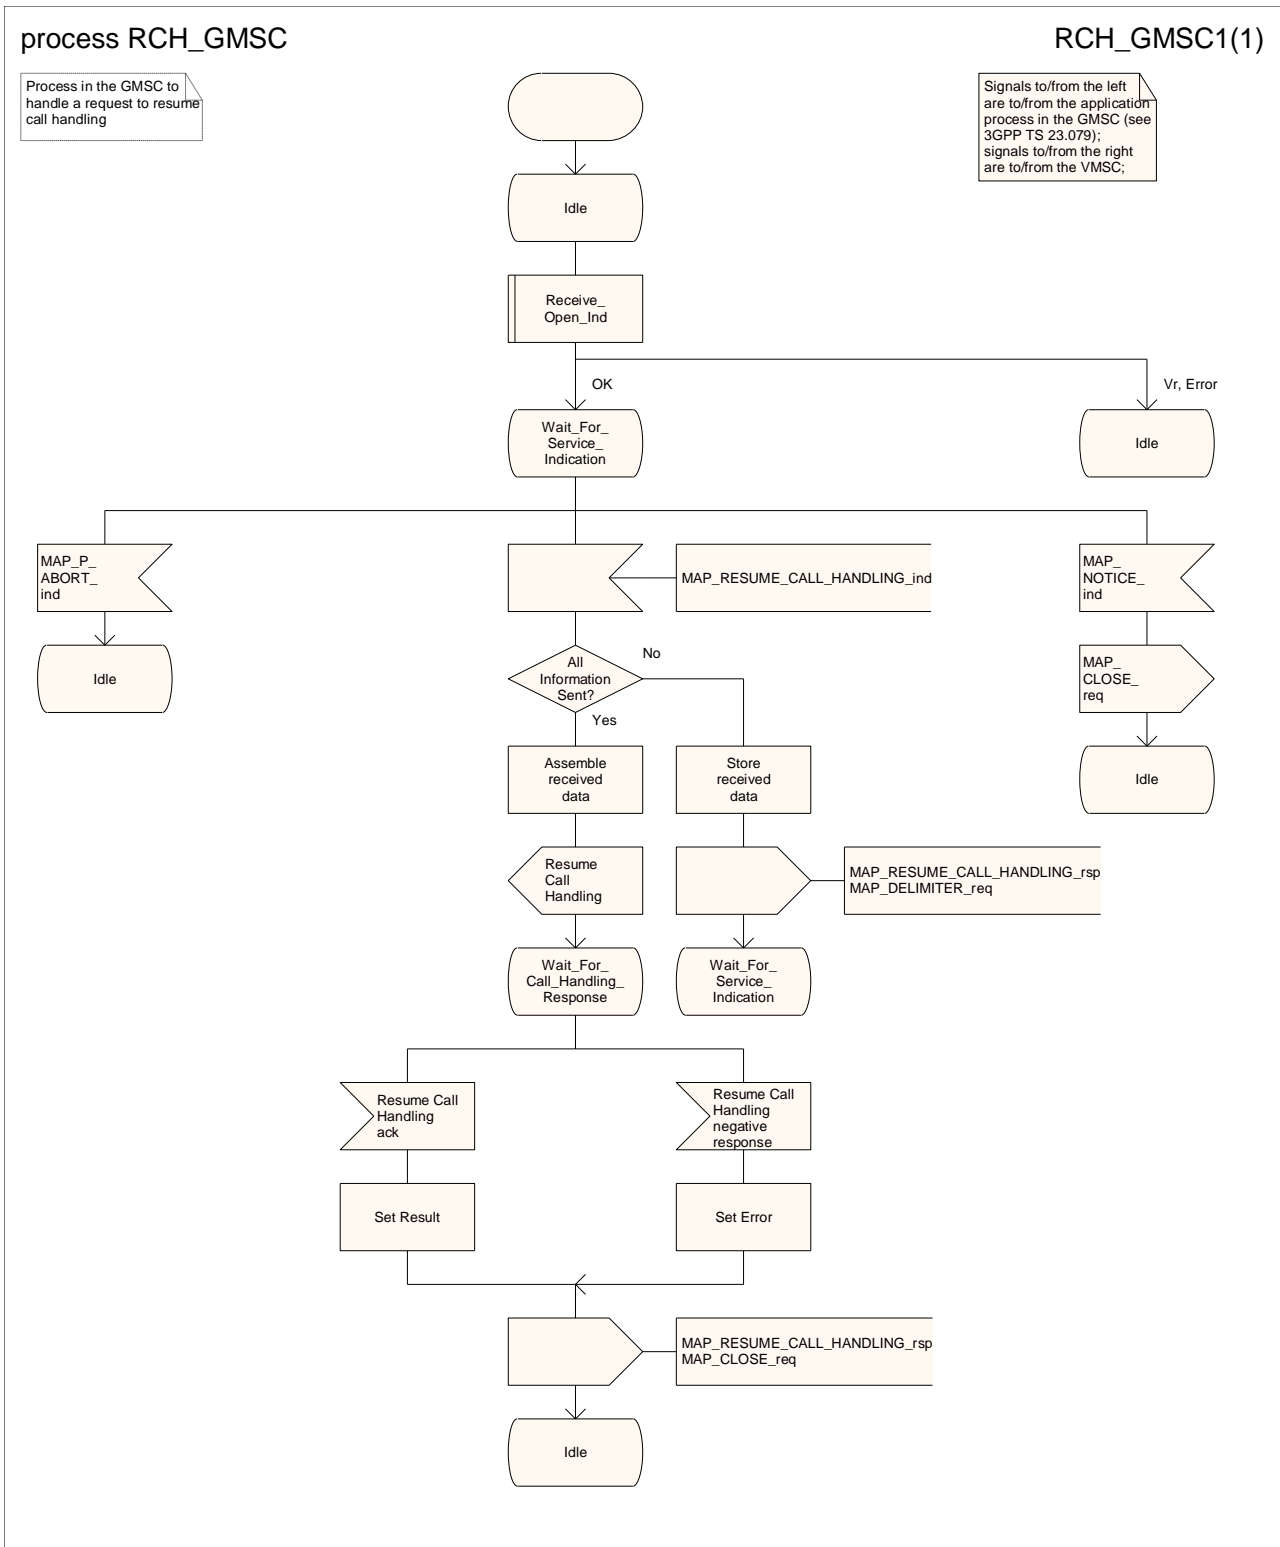 process RCH_GMSC
RCH_GMSC1(1)
Process in the GMSC to
handle a request to resume
call handling
Signals to/from the left
are to/from the application
process in the GMSC (see
3GPP TS 23.079);
signals to/from the right
are to/from the VMSC;
Idle
Receive_
Open_Ind
OK
Vr, Error
Wait_For_
Service_
Indication
Idle
MAP_P_
ABORT_
ind
MAP_RESUME_CALL_HANDLING_ind
MAP_
NOTICE_
ind
Idle
All
Information
Sent?
No
Yes
MAP_
CLOSE_
req
Assemble
received
data
Store
received
data
Idle
Resume
Call
Handling
MAP_RESUME_CALL_HANDLING_rsp
MAP_DELIMITER_req
Wait_For_
Call_Handling_
Response
Wait_For_
Service_
Indication
Resume Call
Handling
ack
Resume Call
Handling
negative
response
Set Result
Set Error
MAP_RESUME_CALL_HANDLING_rsp
MAP_CLOSE_req
Idle